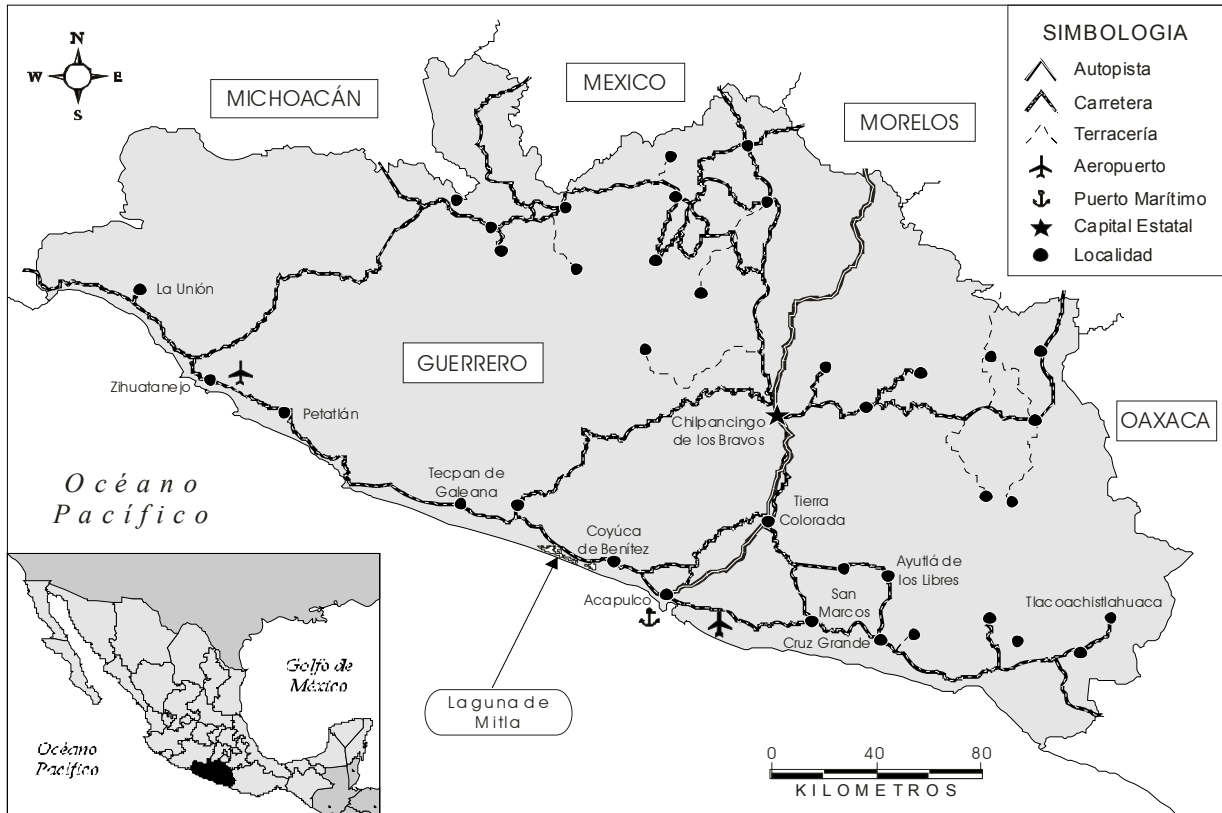 N
W E
S
MICHOACÁN
MEXICO
MORELOS
SIMBOLOGIA
Autopista
Carretera
Terracería
Aeropuerto
Puerto Marítimo
Capital Estatal
Localidad
La Unión
GUERRERO
Zihuatanejo
Petatlán
Chilpancingo
de los Bravos
OAXACA
Océano
Pacífico
Tecpan de
Galeana
Tierra
Colorada
Coyúca
de Benítez
Ayutlá de
los Libres
Acapulco
San
Marcos
Tlacoachistlahuaca
Cruz Grande
Laguna de
Mitla
Golfo de
México
Océano
Pacífico
0 40 80
KILOMETROS